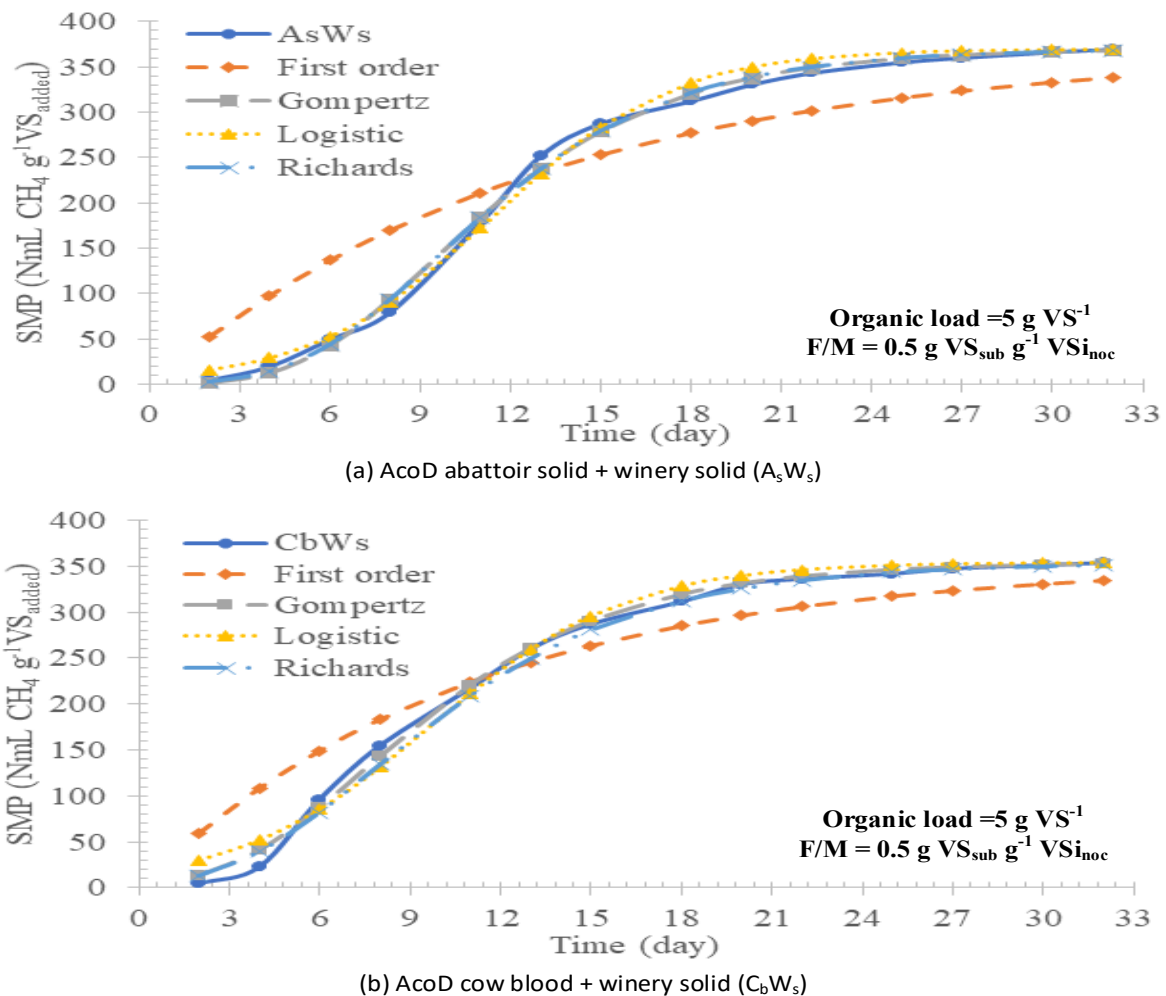 SMP (NmL CH4 g-1VSadded)
400
350
300
250
200
150
100
50
0
AsWs
First order
Gompertz
Logistic
Richards
Organic load =5 g VS-1
F/M = 0.5 g VSsub g-1 VSinoc
0 3 6 9 12 15 18 21 24 27 30 33
Time (day)
(a) AcoD abattoir solid + winery solid (AsWs)
SMP (NmL CH4 g-1VSadded)
400
350
300
250
200
150
100
50
0
CbWs
First order
Gompertz
Logistic
Richards
Organic load =5 g VS-1
F/M = 0.5 g VSsub g-1 VSinoc
0 3 6 9 12 15 18 21 24 27 30 33
Time (day)
(b) AcoD cow blood + winery solid (CbWs)